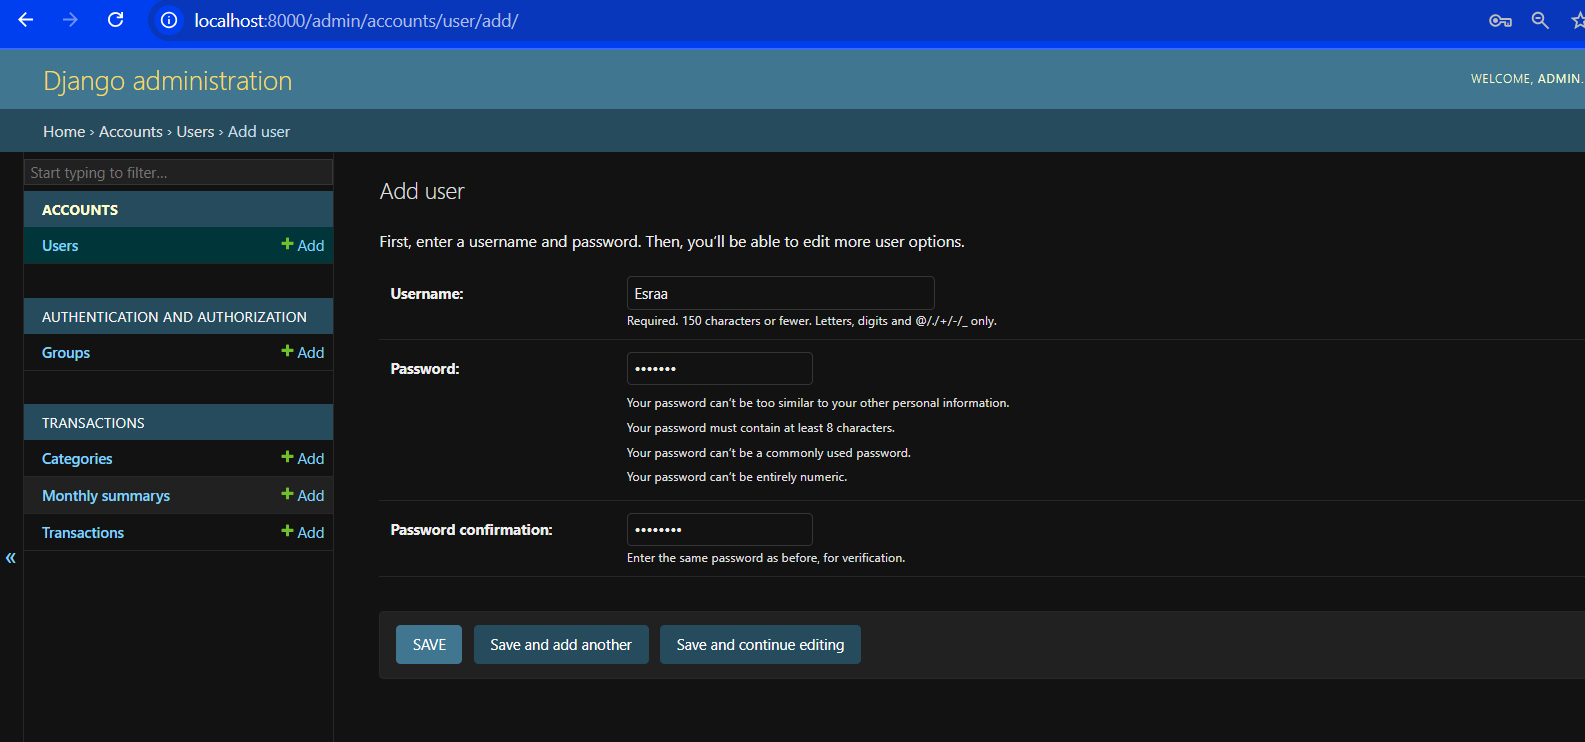 localhost:8000/admin/accounts/user/add/
Django administration
WELCOME, ADMIN.
Home › Accounts › Users › Add user
Start typing to filter...
ACCOUNTS
Users + Add
AUTHENTICATION AND AUTHORIZATION
Groups + Add
TRANSACTIONS
Categories + Add
Monthly summarys + Add
Transactions + Add
«
Add user
First, enter a username and password. Then, you’ll be able to edit more user options.
Username: Esraa
Required. 150 characters or fewer. Letters, digits and @/./+/-/_ only.
Password: •••••••
Your password can’t be too similar to your other personal information.
Your password must contain at least 8 characters.
Your password can’t be a commonly used password.
Your password can’t be entirely numeric.
Password confirmation: ••••••••
Enter the same password as before, for verification.
SAVE Save and add another Save and continue editing